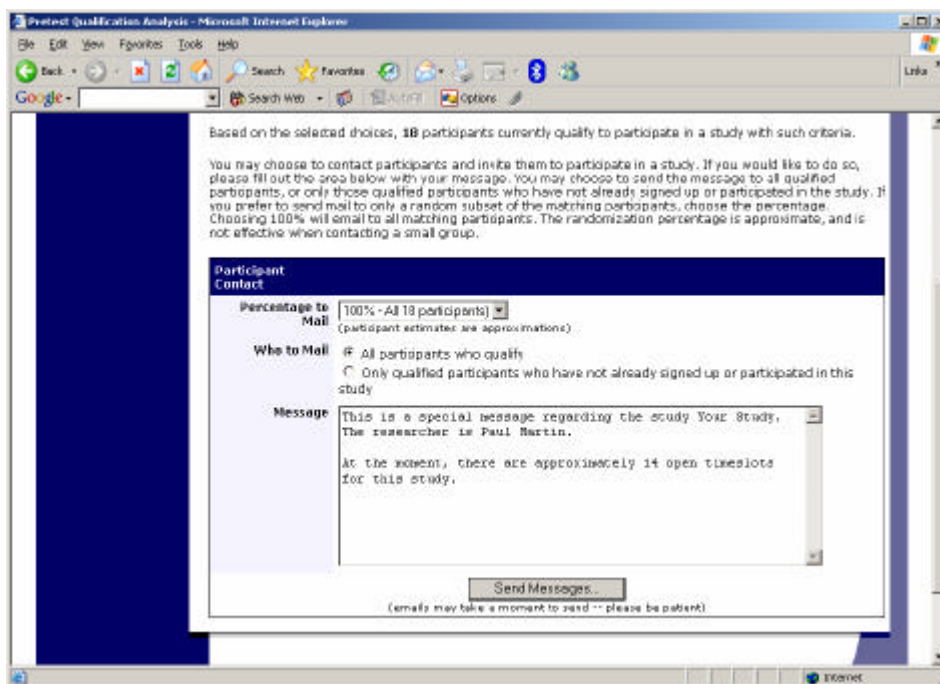 Pretest Qualification Analysis - Microsoft Internet Explorer
File Edit View Favorites Tools Help
Back Search Favorites Links
Google Search Web AutoFill Options
Based on the selected choices, 18 participants currently qualify to participate in a study with such criteria.
You may choose to contact participants and invite them to participate in a study. If you would like to do so,
please fill out the area below with your message. You may choose to send the message to all qualified
participants, or only those qualified participants who have not already signed up or participated in the study. If
you prefer to send mail to only a random subset of the matching participants, choose the percentage.
Choosing 100% will email to all matching participants. The randomization percentage is approximate, and is
not effective when contacting a small group.
Participant
Contact
Percentage to
Mail
100% - All 18 participants)
(participant estimates are approximations)
Who to Mail
All participants who qualify
Only qualified participants who have not already signed up or participated in this
study
Message
This is a special message regarding the study Your Study.
The researcher is Paul Martin.
At the moment, there are approximately 14 open timeslots
for this study.
Send Messages...
(emails may take a moment to send -- please be patient)
Internet